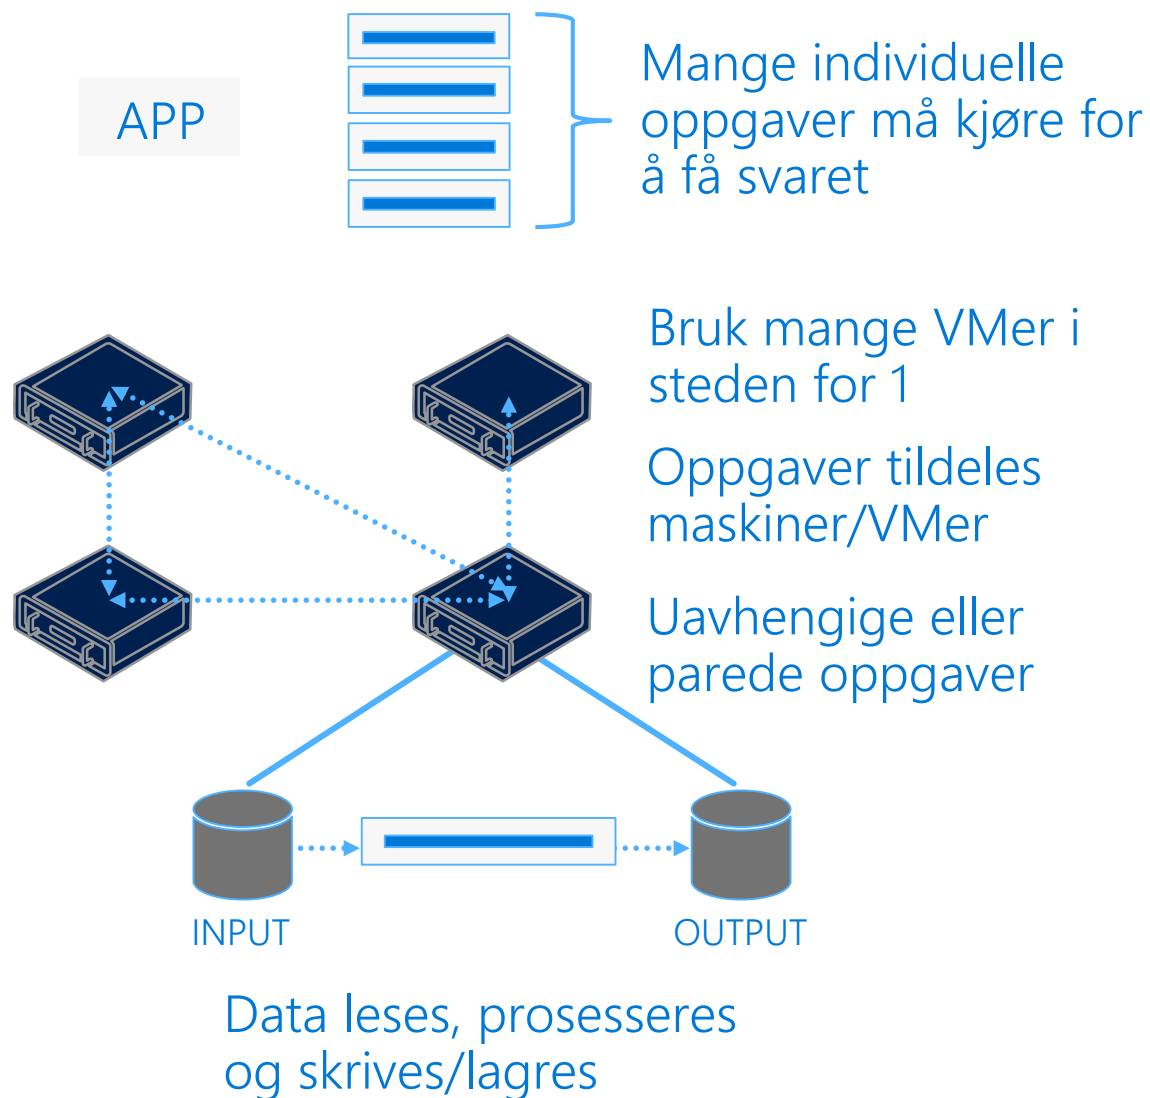 APP
Mange individuelle
oppgaver må kjøre for
å få svaret
Bruk mange VMer i
steden for 1
Oppgaver tildeles
maskiner/VMer
Uavhengige eller
parede oppgaver
INPUT
OUTPUT
Data leses, prosesseres
og skrives/lagres